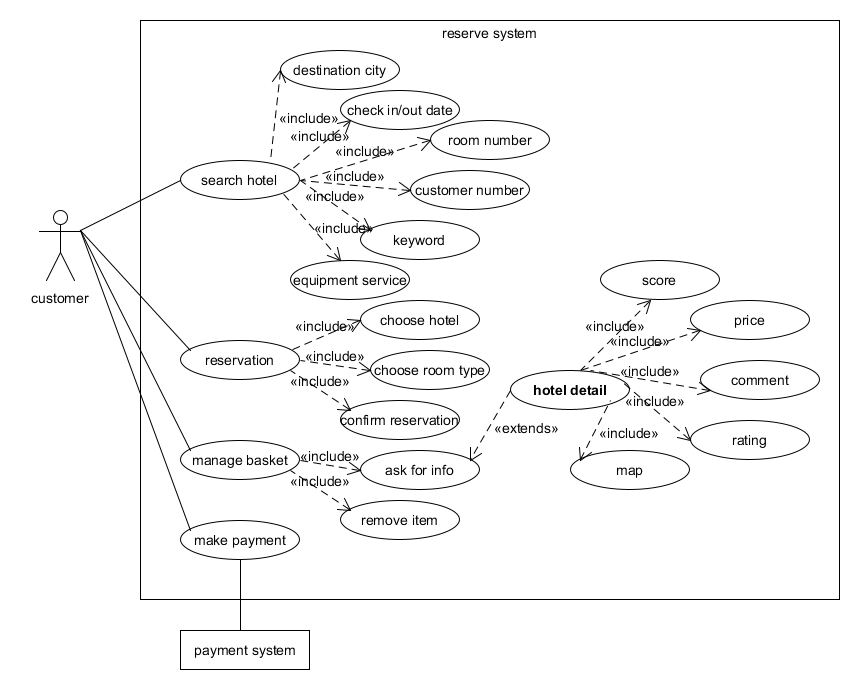 reserve system
destination city
«include»
check in/out date
«include»
room number
«include»
search hotel
«include»
customer number
«include»
keyword
«include»
equipment service
customer
score
choose hotel
price
«include»
«include»
«include»
reservation
«include»
choose room type
«include»
comment
hotel detail
«include»
«include»
confirm reservation
«extends»
«include»
rating
manage basket
«include»
ask for info
map
«include»
remove item
make payment
payment system